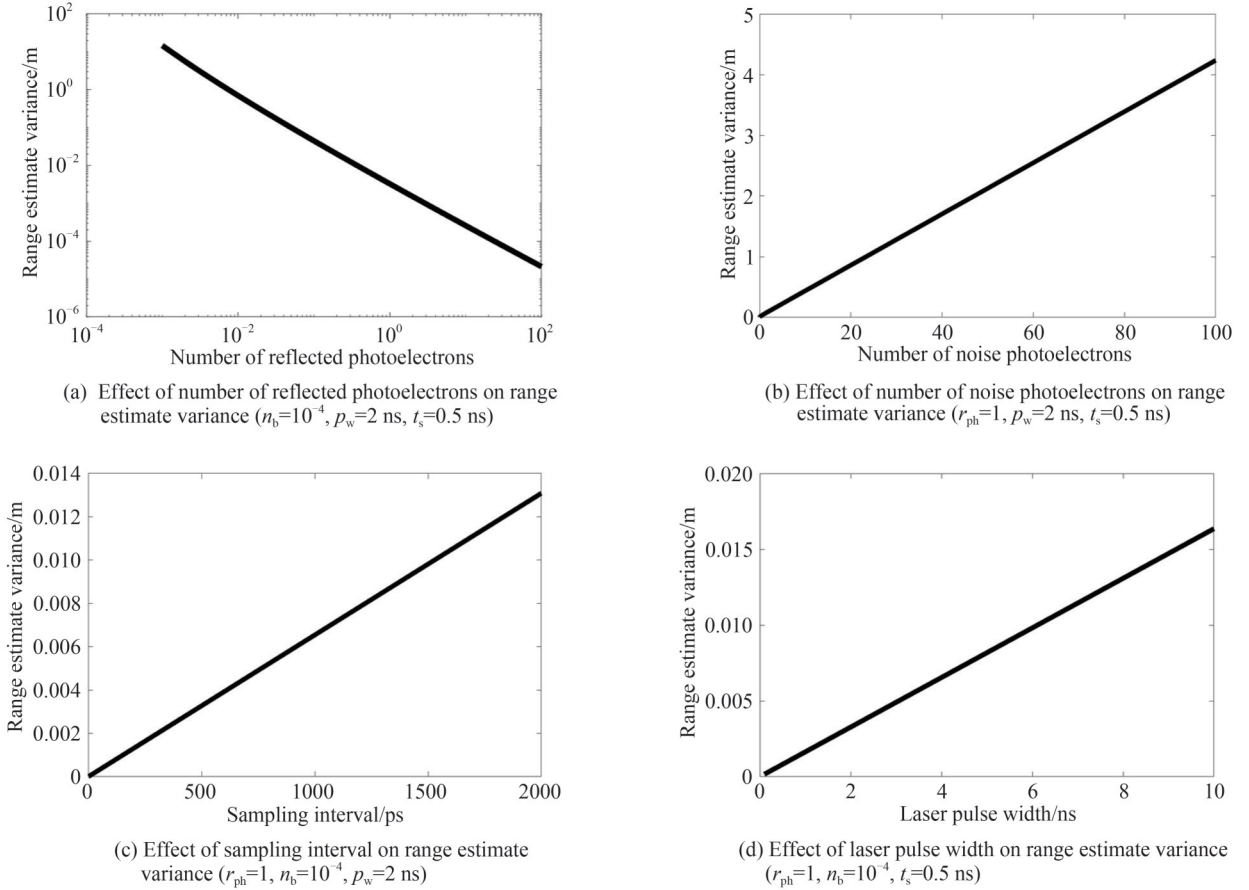 10²
10⁰
10⁻²
10⁻⁴
10⁻⁶
Range estimate variance/m
10⁻⁴ 10⁻² 10⁰ 10²
Number of reflected photoelectrons
(a) Effect of number of reflected photoelectrons on range
estimate variance (n_b=10⁻⁴, p_w=2 ns, t_s=0.5 ns)
5
4
3
2
1
0
Range estimate variance/m
0 20 40 60 80 100
Number of noise photoelectrons
(b) Effect of number of noise photoelectrons on range
estimate variance (r_ph=1, p_w=2 ns, t_s=0.5 ns)
0.014
0.012
0.010
0.008
0.006
0.004
0.002
0
Range estimate variance/m
0 500 1000 1500 2000
Sampling interval/ps
(c) Effect of sampling interval on range estimate
variance (r_ph=1, n_b=10⁻⁴, p_w=2 ns)
0.020
0.015
0.010
0.005
0
Range estimate variance/m
0 2 4 6 8 10
Laser pulse width/ns
(d) Effect of laser pulse width on range estimate variance
(r_ph=1, n_b=10⁻⁴, t_s=0.5 ns)